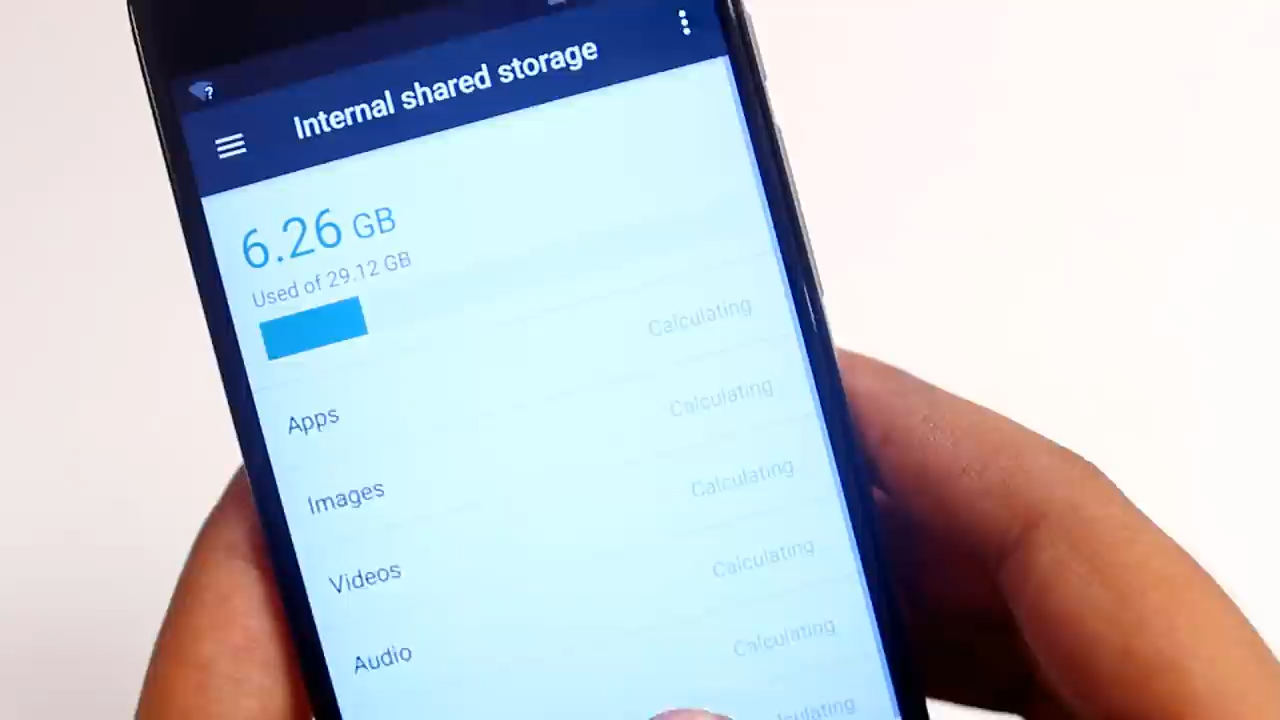 ?
Internal shared storage
6.26 GB
Used of 29.12 GB
Apps Calculating
Images Calculating
Videos Calculating
Audio Calculating
Calculating